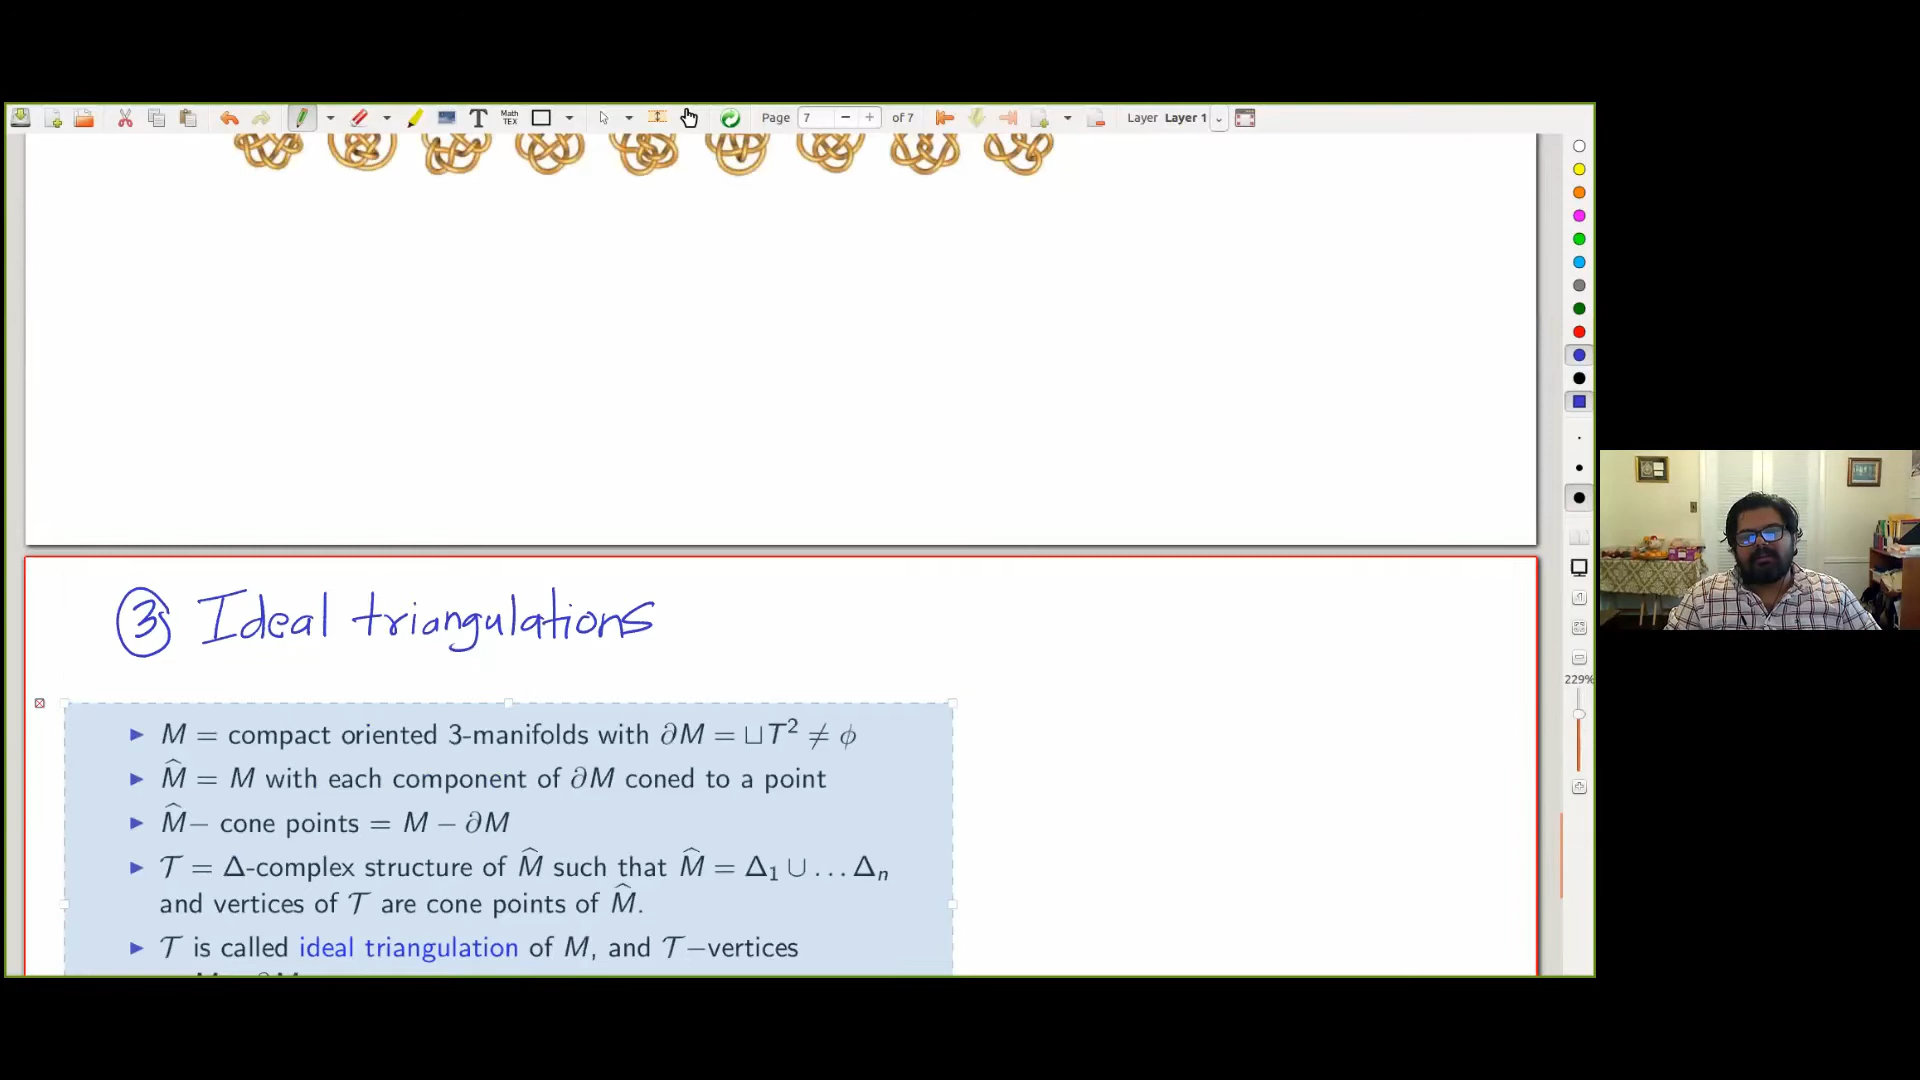 Math
TEX
T
Page 7 of 7
Layer Layer 1
③ Ideal triangulations
▶ M = compact oriented 3-manifolds with ∂M = ⊔T² ≠ ϕ
▶ M̂ = M with each component of ∂M coned to a point
▶ M̂− cone points = M − ∂M
▶ 𝒯 = Δ-complex structure of M̂ such that M̂ = Δ₁ ∪ … Δₙ
and vertices of 𝒯 are cone points of M̂.
▶ 𝒯 is called ideal triangulation of M, and 𝒯−vertices
229%